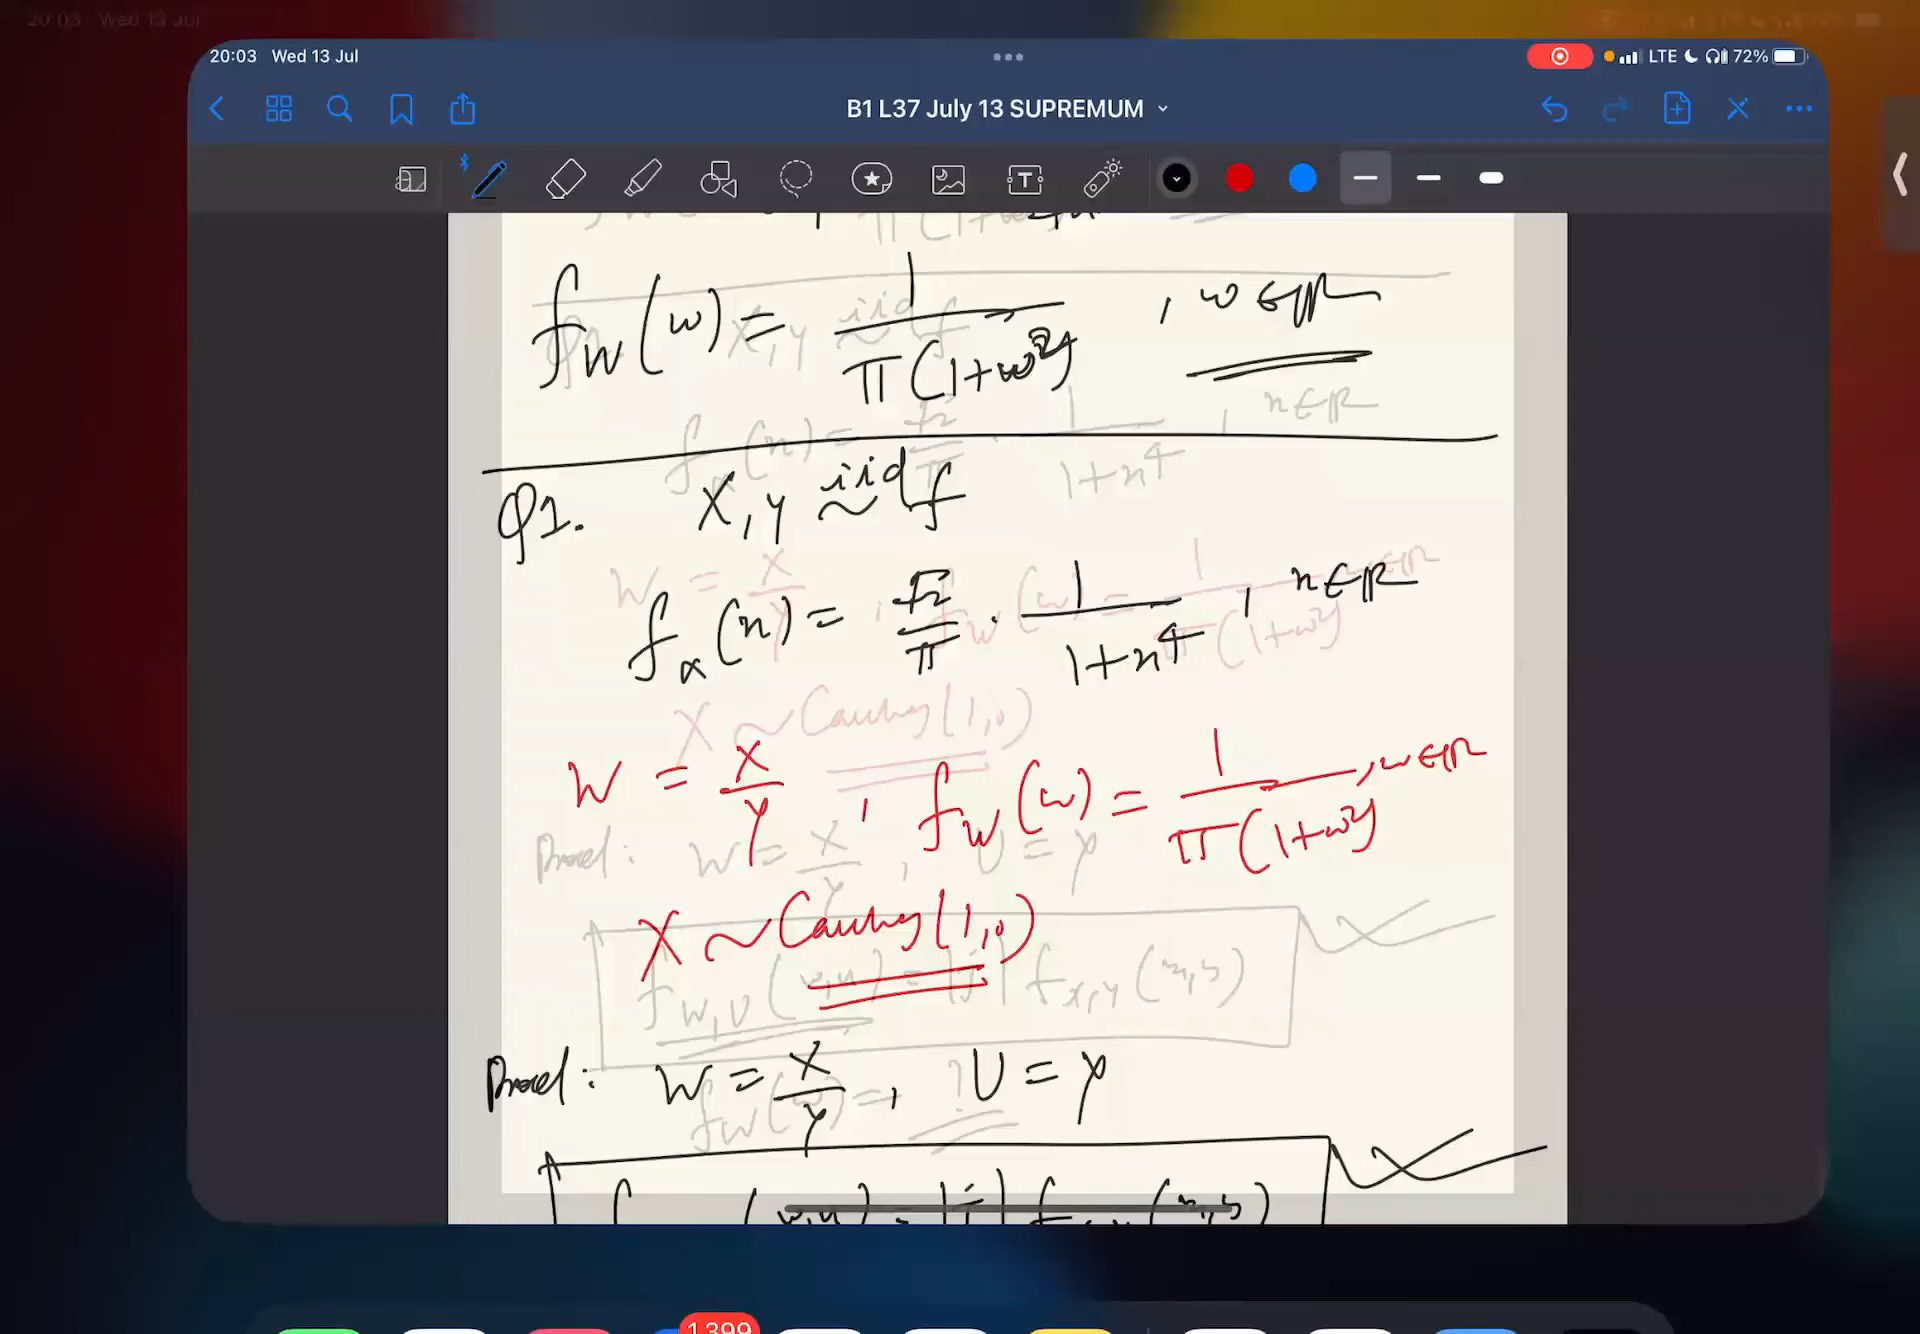 20:03 Wed 13 Jul
LTE 72%
B1 L37 July 13 SUPREMUM
f_W(w) = 1/π(1+w²) , w ∈ ℝ
Q1. X, Y iid ~ f
f_x(x) = √2/π · 1/1+x⁴ , x ∈ ℝ
W = X/Y , f_W(w) = 1/π(1+w²) , w ∈ ℝ
X ~ Cauchy(1,0)
Proof: W = X/Y , U = Y
1,399